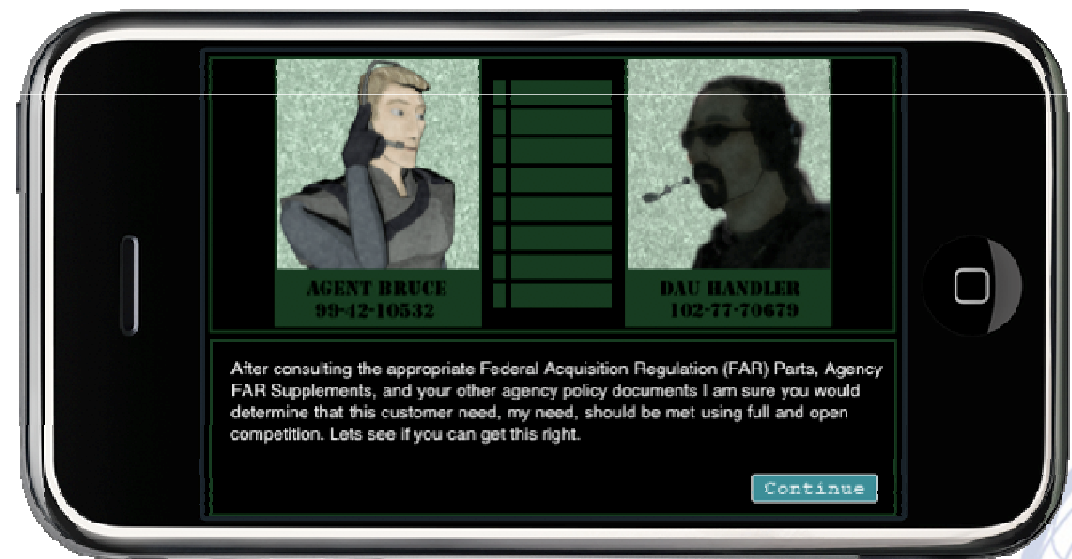 AGENT BRUCE
99-42-10532
DAU HANDLER
102-77-70679
After consulting the appropriate Federal Acquisition Regulation (FAR) Parts, Agency
FAR Supplements, and your other agency policy documents I am sure you would
determine that this customer need, my need, should be met using full and open
competition. Lets see if you can get this right.
Continue